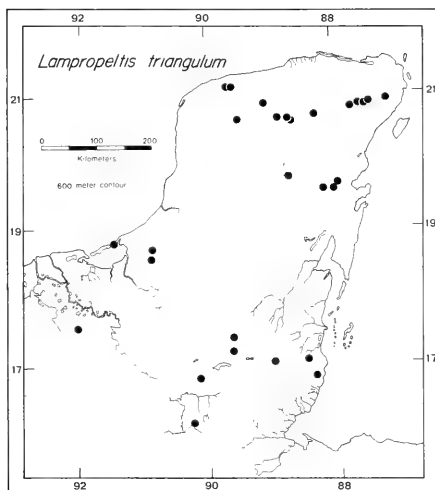 92 90 88
Lampropeltis triangulum
21 21
0 100 200
Kilometers
600 meter contour
19 19
17 17
92 90 88